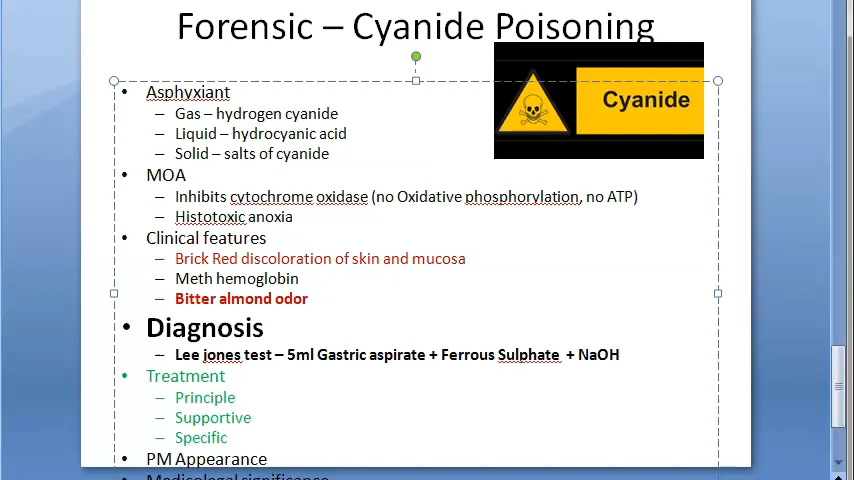 Forensic – Cyanide Poisoning
Cyanide
• Asphyxiant
– Gas – hydrogen cyanide
– Liquid – hydrocyanic acid
– Solid – salts of cyanide
• MOA
– Inhibits cytochrome oxidase (no Oxidative phosphorylation, no ATP)
– Histotoxic anoxia
• Clinical features
– Brick Red discoloration of skin and mucosa
– Meth hemoglobin
– Bitter almond odor
• Diagnosis
– Lee jones test – 5ml Gastric aspirate + Ferrous Sulphate + NaOH
• Treatment
– Principle
– Supportive
– Specific
• PM Appearance
Medicolegal significance